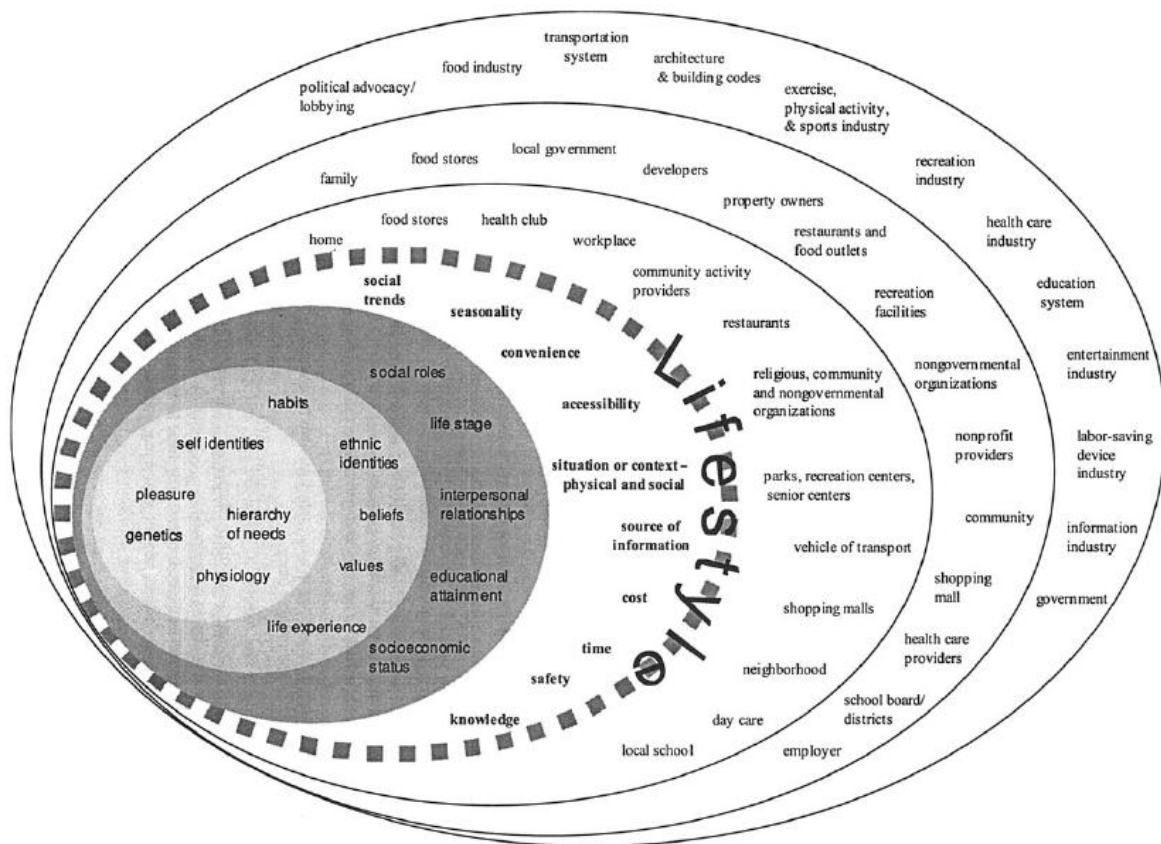 transportation
system
architecture
& building codes
food industry
political advocacy/
lobbying
exercise,
physical activity,
& sports industry
recreation
industry
health care
industry
education
system
entertainment
industry
labor-saving
device
industry
information
industry
government
family
food stores
local government
developers
property owners
restaurants and
food outlets
recreation
facilities
nongovernmental
organizations
nonprofit
providers
community
shopping
mall
health care
providers
school board/
districts
employer
home
food stores
health club
workplace
community activity
providers
restaurants
religious, community
and nongovernmental
organizations
parks, recreation centers,
senior centers
vehicle of transport
shopping malls
neighborhood
day care
local school
Lifestyle
social
trends
seasonality
convenience
accessibility
situation or context–
physical and social
source of
information
cost
time
safety
knowledge
social roles
life stage
interpersonal
relationships
educational
attainment
socioeconomic
status
habits
ethnic
identities
beliefs
values
life experience
self identities
pleasure
genetics
hierarchy
of needs
physiology